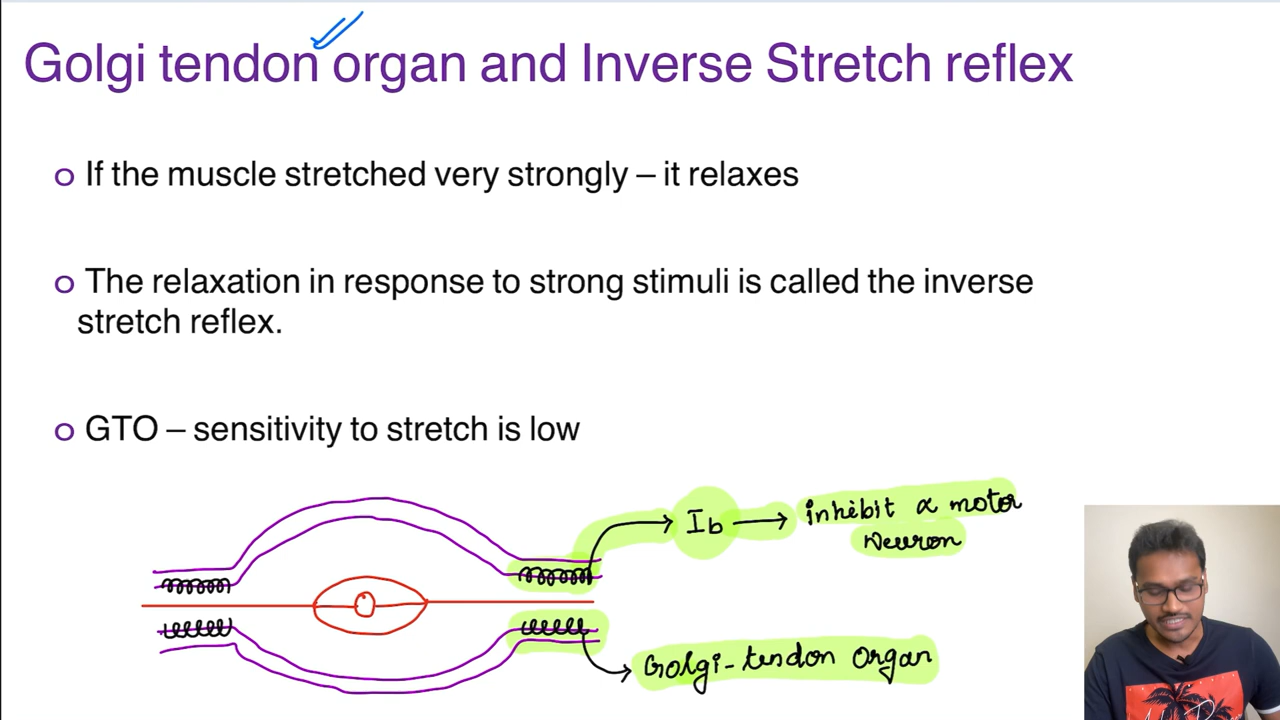 Golgi tendon organ and Inverse Stretch reflex
o If the muscle stretched very strongly – it relaxes
o The relaxation in response to strong stimuli is called the inverse
stretch reflex.
o GTO – sensitivity to stretch is low
Ib → inhibit α motor
Neuron
Golgi-tendon organ